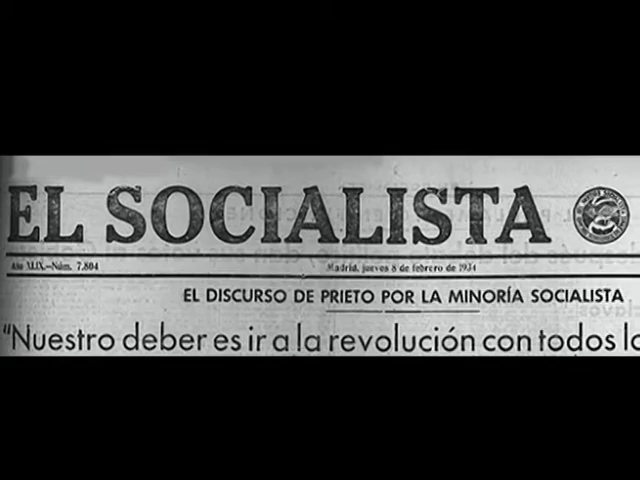 EL SOCIALISTA
Año XLIX.—Núm. 7.804
Madrid, jueves 8 de febrero de 1934
EL DISCURSO DE PRIETO POR LA MINORÍA SOCIALISTA
“Nuestro deber es ir a la revolución con todos lo